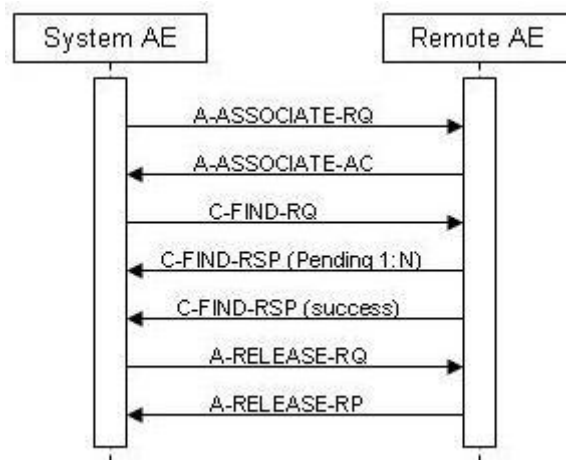 System AE
Remote AE
A-ASSOCIATE-RQ
A-ASSOCIATE-AC
C-FIND-RQ
C-FIND-RSP (Pending 1:N)
C-FIND-RSP (success)
A-RELEASE-RQ
A-RELEASE-RP